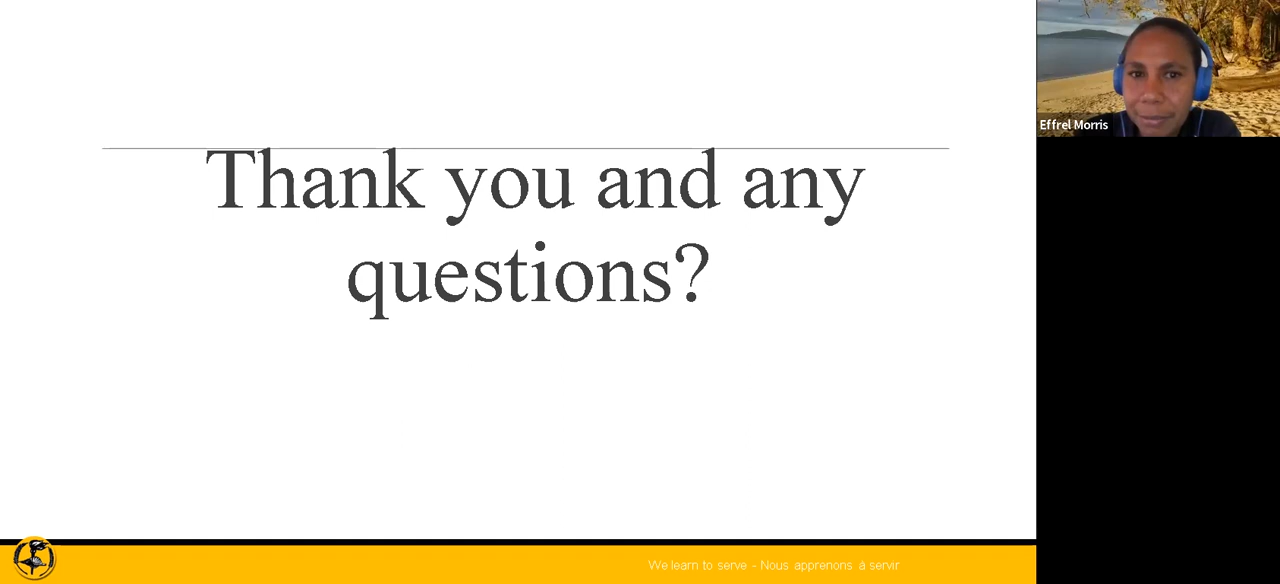 Thank you and any
questions?
Effrel Morris
We learn to serve - Nous apprenons à servir